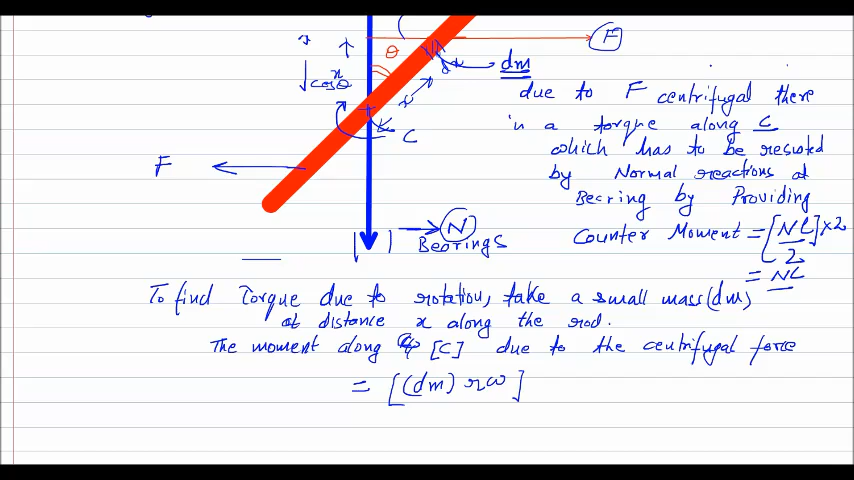 F
θ
dx
dm
x
cosθ
x
C
F
due to F centrifugal there
is a torque along C
which has to be resisted
by Normal reactions at
Bearing by Providing
Counter Moment = [NL/2]×2
= NL
N
Bearings
To find Torque due to rotation, take a small mass (dm)
at distance x along the rod.
The moment along [C] due to the centrifugal force
= [(dm) rω]